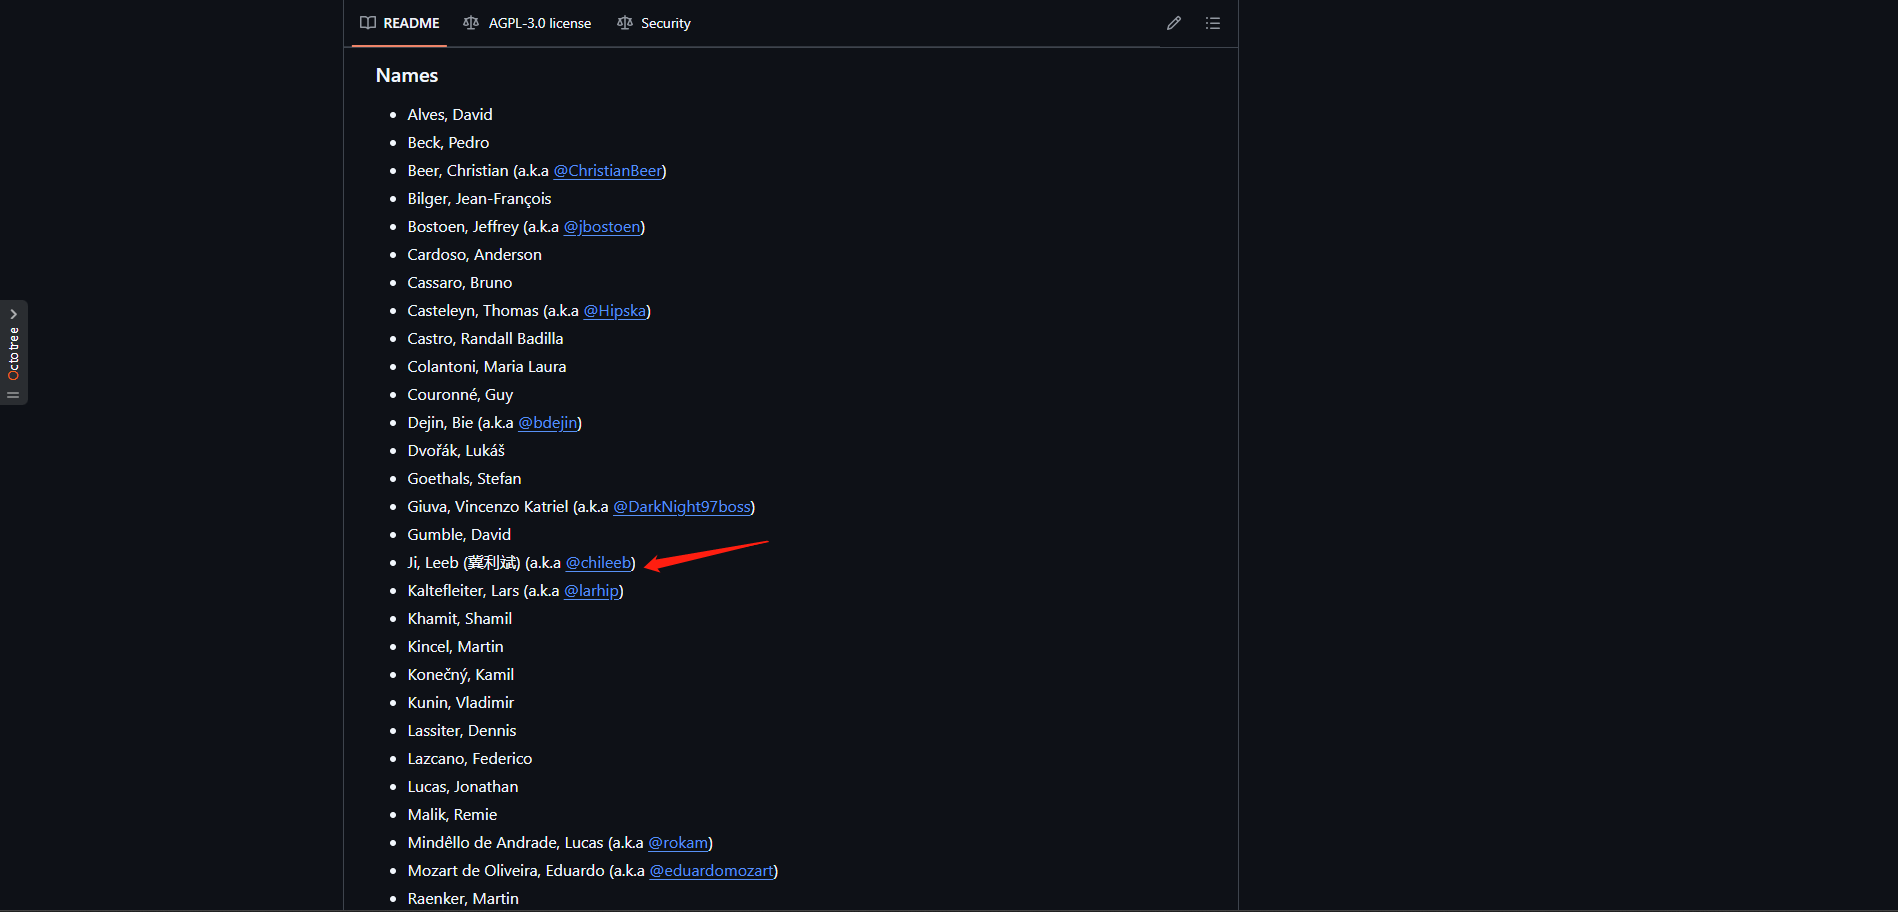 README
AGPL-3.0 license
Security
Names
Alves, David
Beck, Pedro
Beer, Christian (a.k.a @ChristianBeer)
Bilger, Jean-François
Bostoen, Jeffrey (a.k.a @jbostoen)
Cardoso, Anderson
Cassaro, Bruno
Casteleyn, Thomas (a.k.a @Hipska)
Castro, Randall Badilla
Colantoni, Maria Laura
Couronné, Guy
Dejin, Bie (a.k.a @bdejin)
Dvořák, Lukáš
Goethals, Stefan
Giuva, Vincenzo Katriel (a.k.a @DarkNight97boss)
Gumble, David
Ji, Leeb (冀利斌) (a.k.a @chileeb)
Kaltefleiter, Lars (a.k.a @larhip)
Khamit, Shamil
Kincel, Martin
Konečný, Kamil
Kunin, Vladimir
Lassiter, Dennis
Lazcano, Federico
Lucas, Jonathan
Malik, Remie
Mindêllo de Andrade, Lucas (a.k.a @rokam)
Mozart de Oliveira, Eduardo (a.k.a @eduardomozart)
Raenker, Martin
Octotree